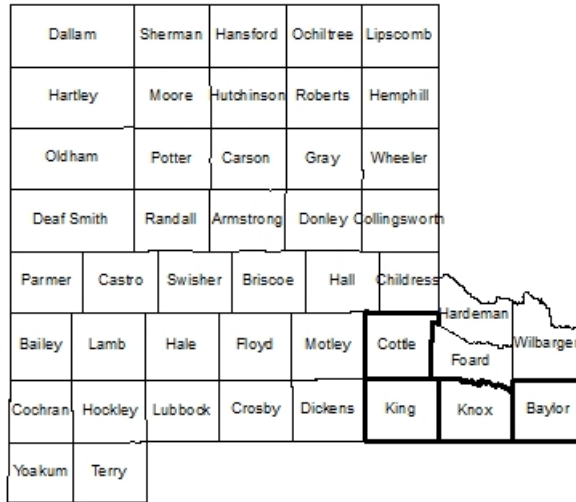 Dallam Sherman Hansford Ochiltree Lipscomb
Hartley Moore Hutchinson Roberts Hemphill
Oldham Potter Carson Gray Wheeler
Deaf Smith Randall Armstrong Donley Collingsworth
Parmer Castro Swisher Briscoe Hall Childress
Hardeman
Bailey Lamb Hale Floyd Motley Cottle Wilbarger
Foard
Cochran Hockley Lubbock Crosby Dickens King Knox Baylor
Yoakum Terry